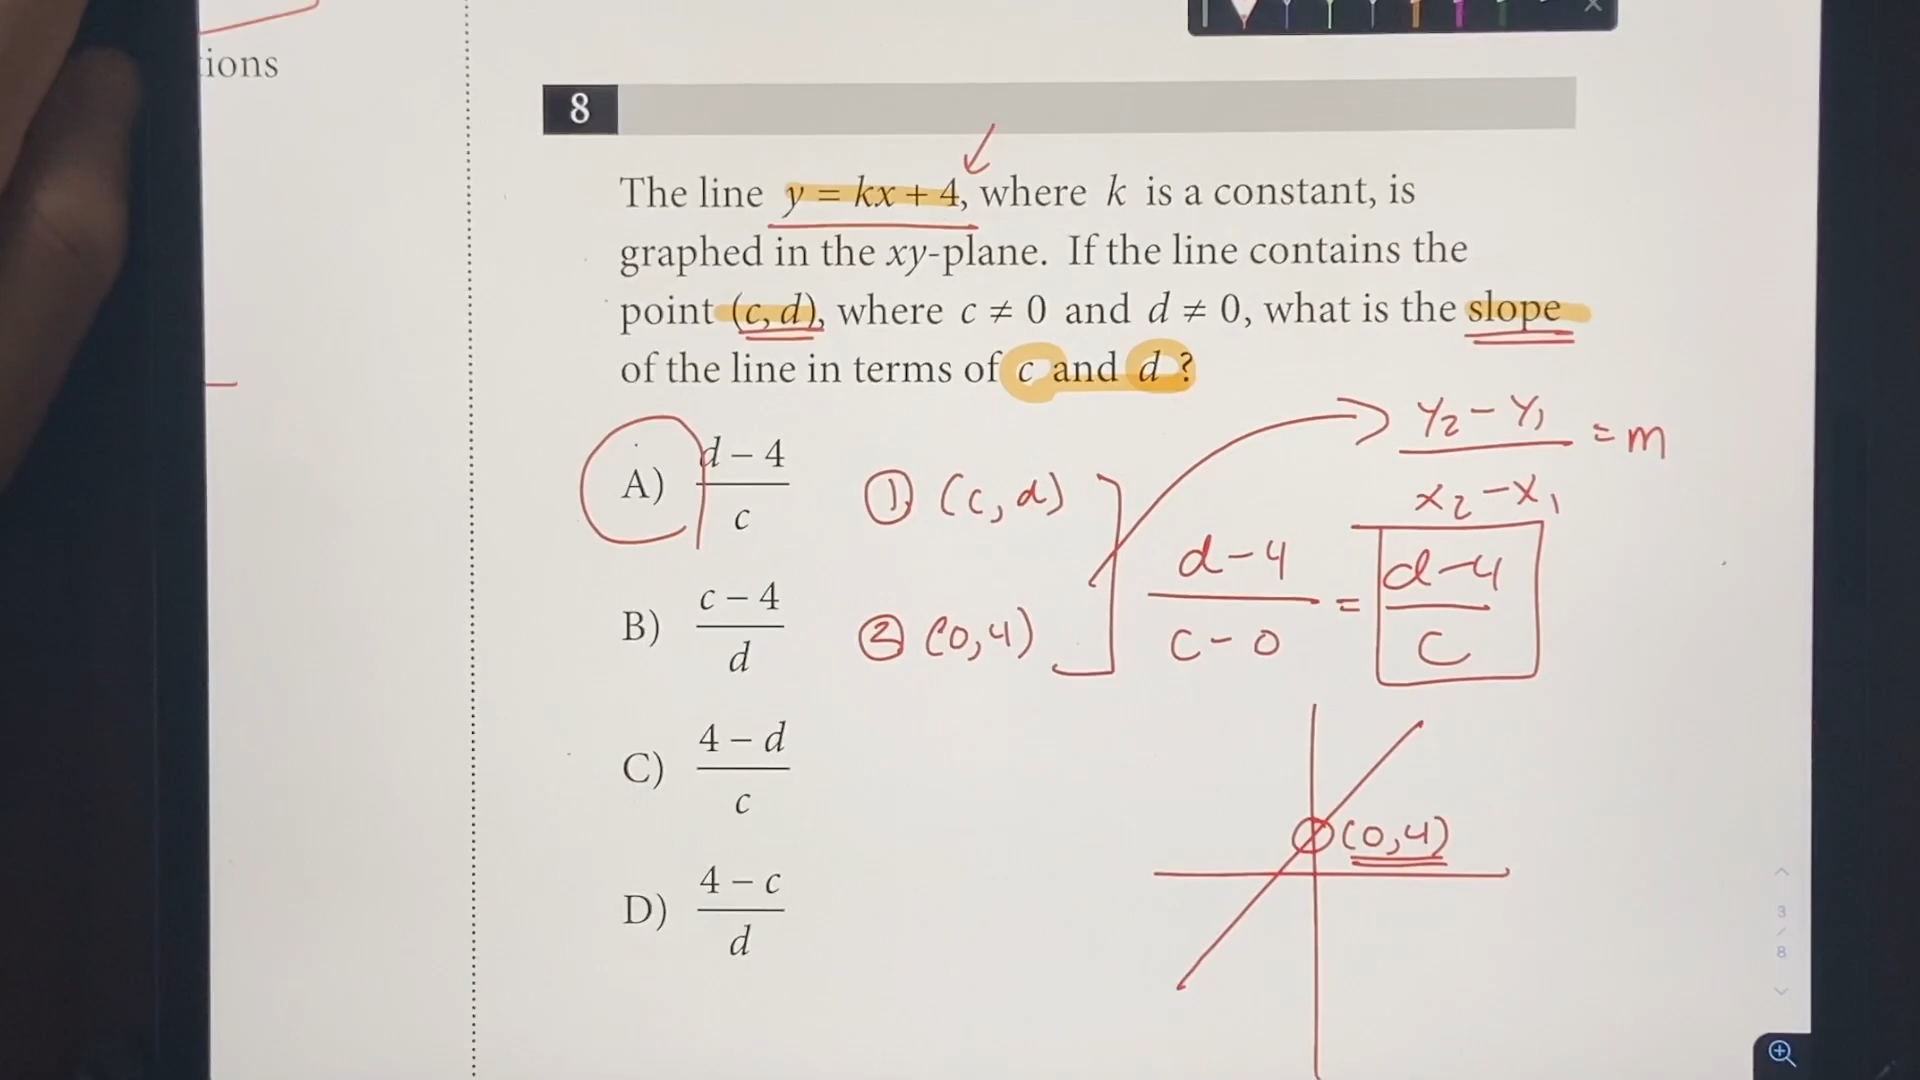 ions
8
The line y = kx + 4, where k is a constant, is
graphed in the xy-plane. If the line contains the
point (c, d), where c ≠ 0 and d ≠ 0, what is the slope
of the line in terms of c and d ?
A) d – 4
c
B) c – 4
d
C) 4 – d
c
D) 4 – c
d
① (c, d)
② (0,4)
y₂ - y₁ = m
x₂ - x₁
d - 4 = d - 4
c - 0 c
(0,4)
3
/
8